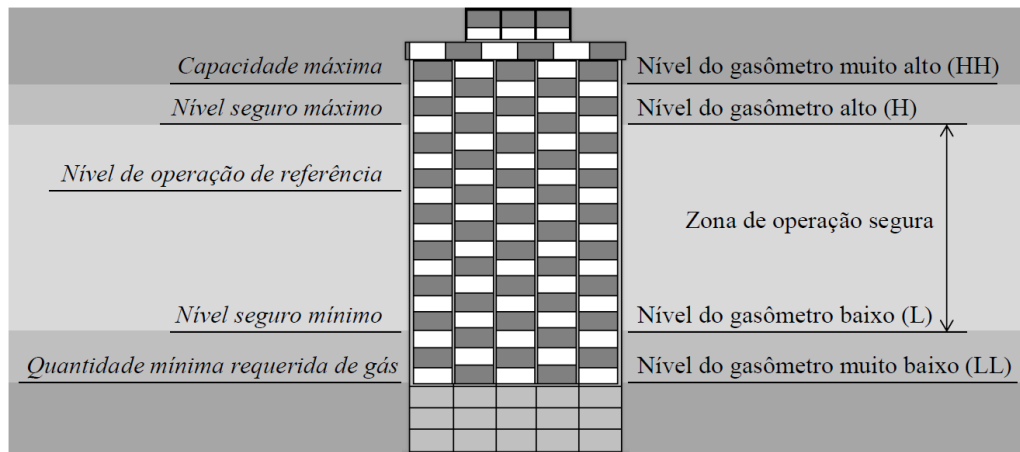 Capacidade máxima
Nível do gasômetro muito alto (HH)
Nível seguro máximo
Nível do gasômetro alto (H)
Nível de operação de referência
Zona de operação segura
Nível seguro mínimo
Nível do gasômetro baixo (L)
Quantidade mínima requerida de gás
Nível do gasômetro muito baixo (LL)